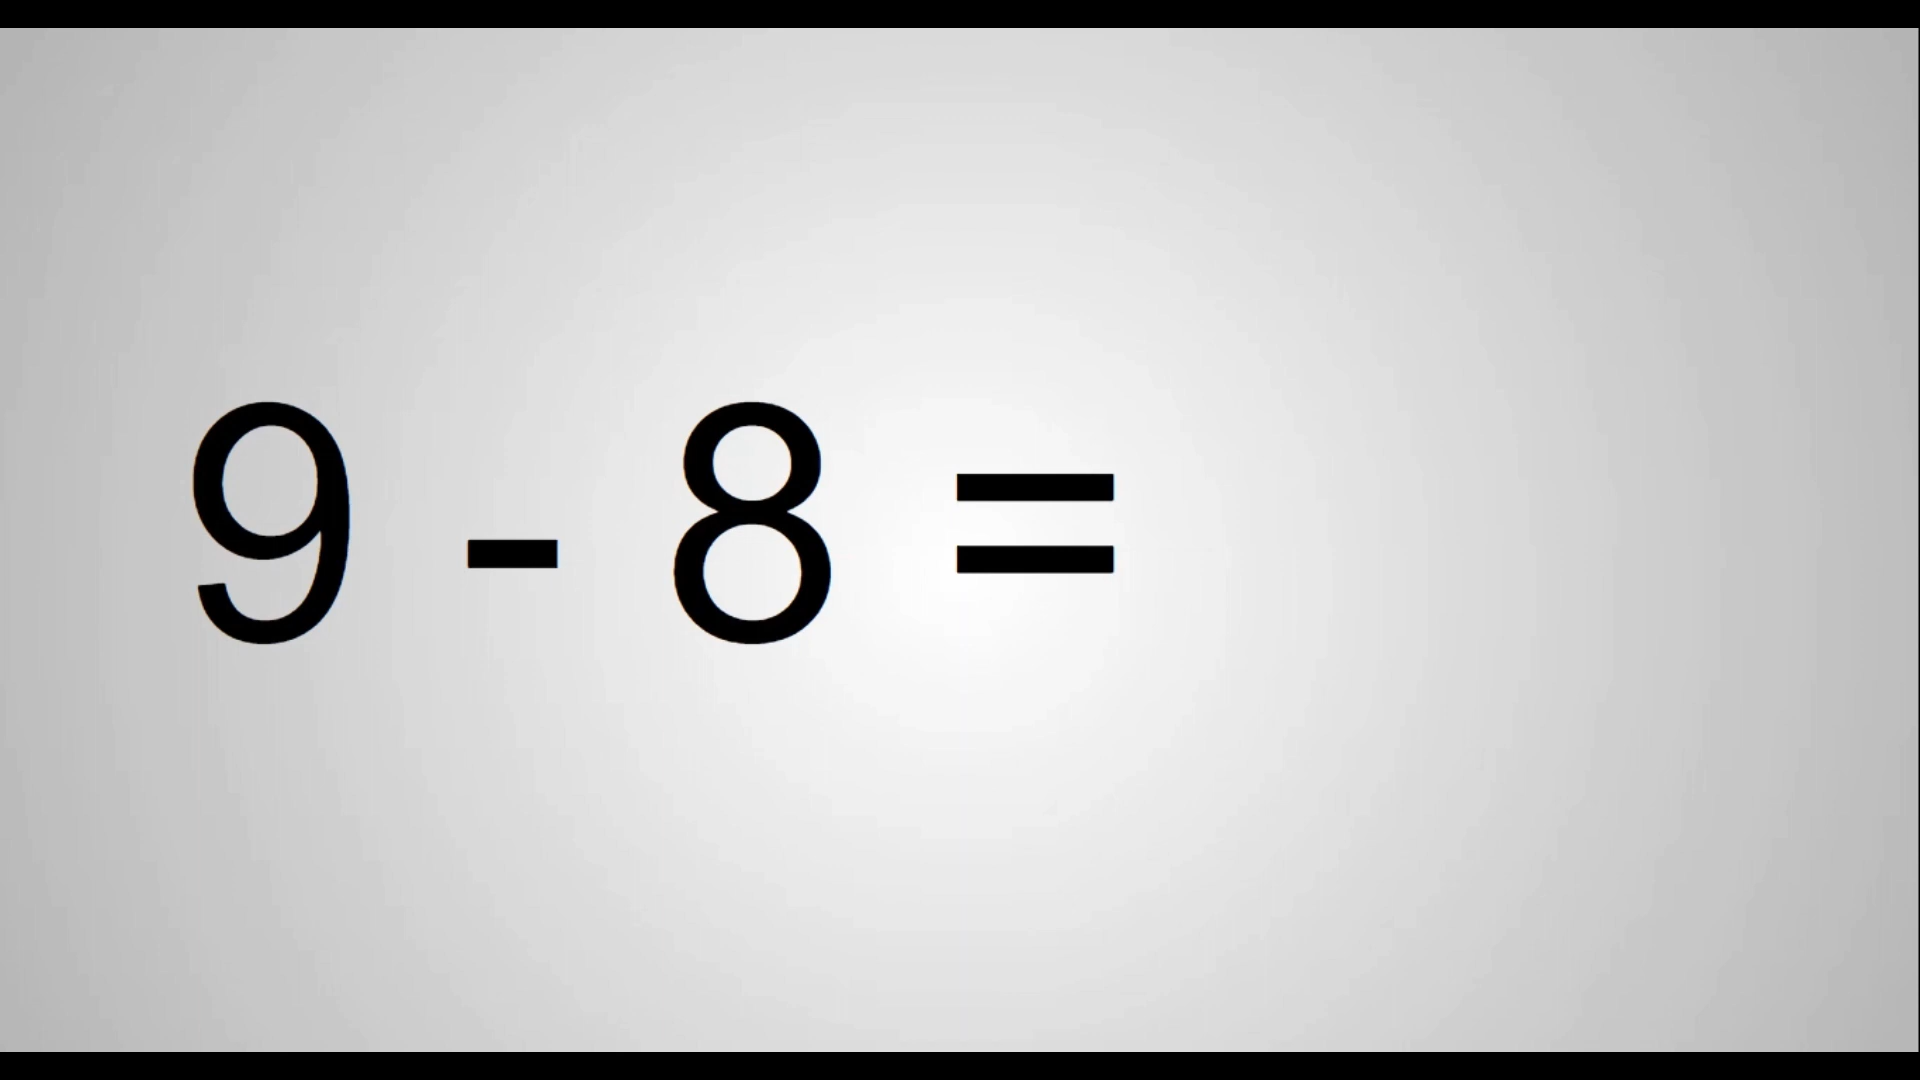 9 - 8 =